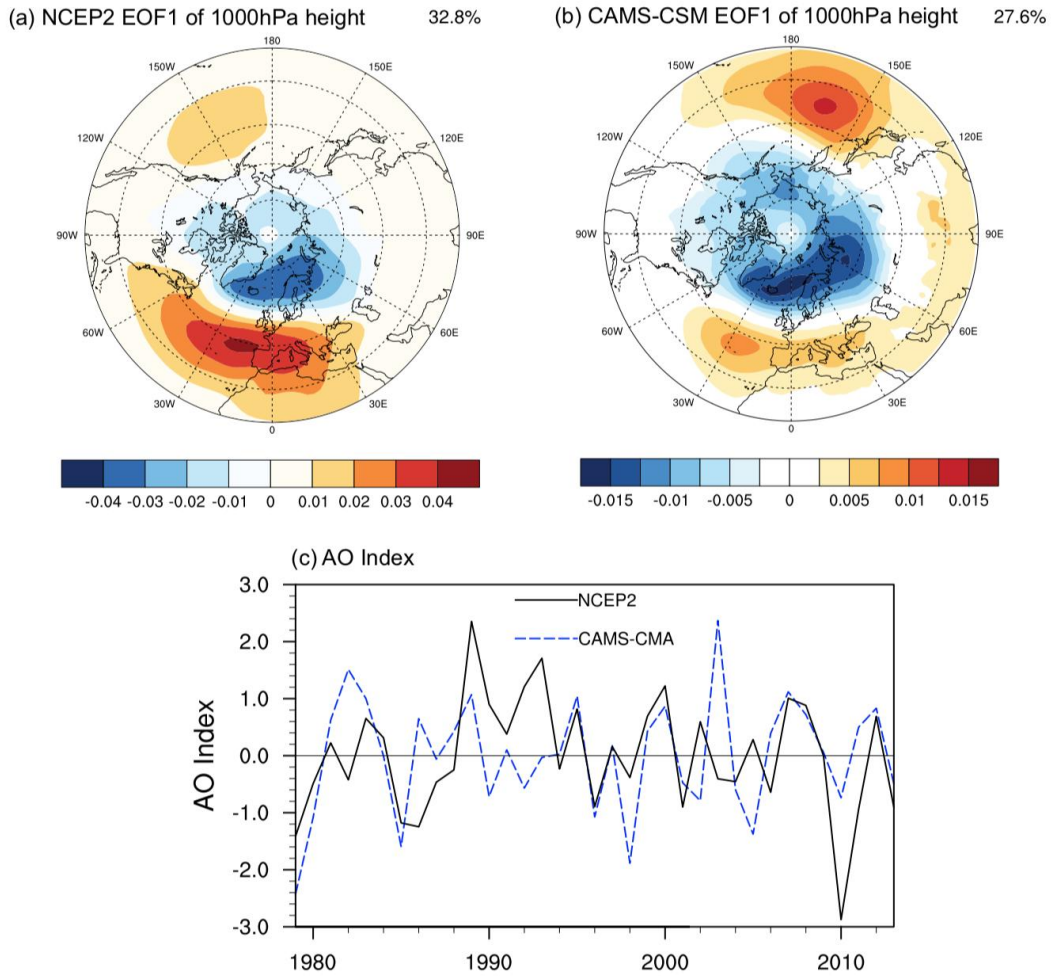 (a) NCEP2 EOF1 of 1000hPa height 32.8%
(b) CAMS-CSM EOF1 of 1000hPa height 27.6%
180
150W 150E
120W 120E
90W 90E
60W 60E
30W 30E
0
180
150W 150E
120W 120E
90W 90E
60W 60E
30W 30E
0
-0.04 -0.03 -0.02 -0.01 0 0.01 0.02 0.03 0.04
-0.015 -0.01 -0.005 0 0.005 0.01 0.015
(c) AO Index
NCEP2
CAMS-CMA
AO Index
3.0
2.0
1.0
0.0
-1.0
-2.0
-3.0
1980 1990 2000 2010